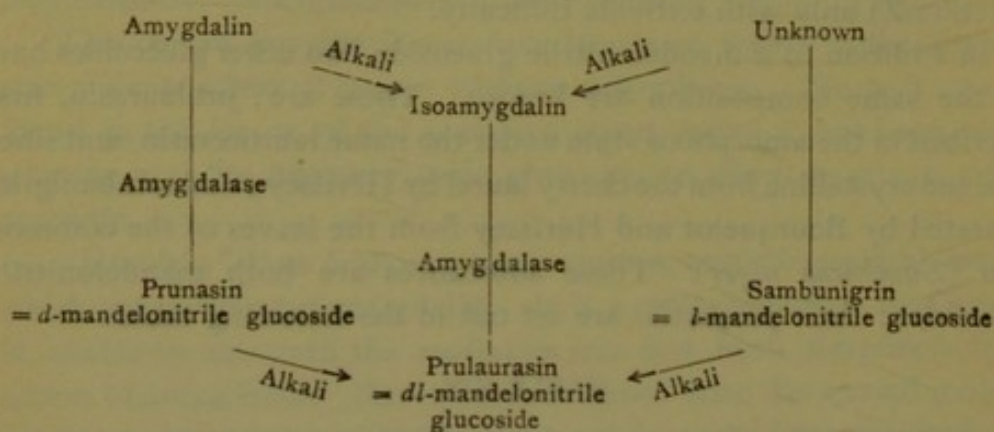 Amygdalin
Unknown
Alkali
Alkali
Isoamygdalin
Amygdalase
Amygdalase
Prunasin
= d-mandelonitrile glucoside
Sambunigrin
= l-mandelonitrile glucoside
Alkali
Alkali
Prulaurasin
= dl-mandelonitrile
glucoside